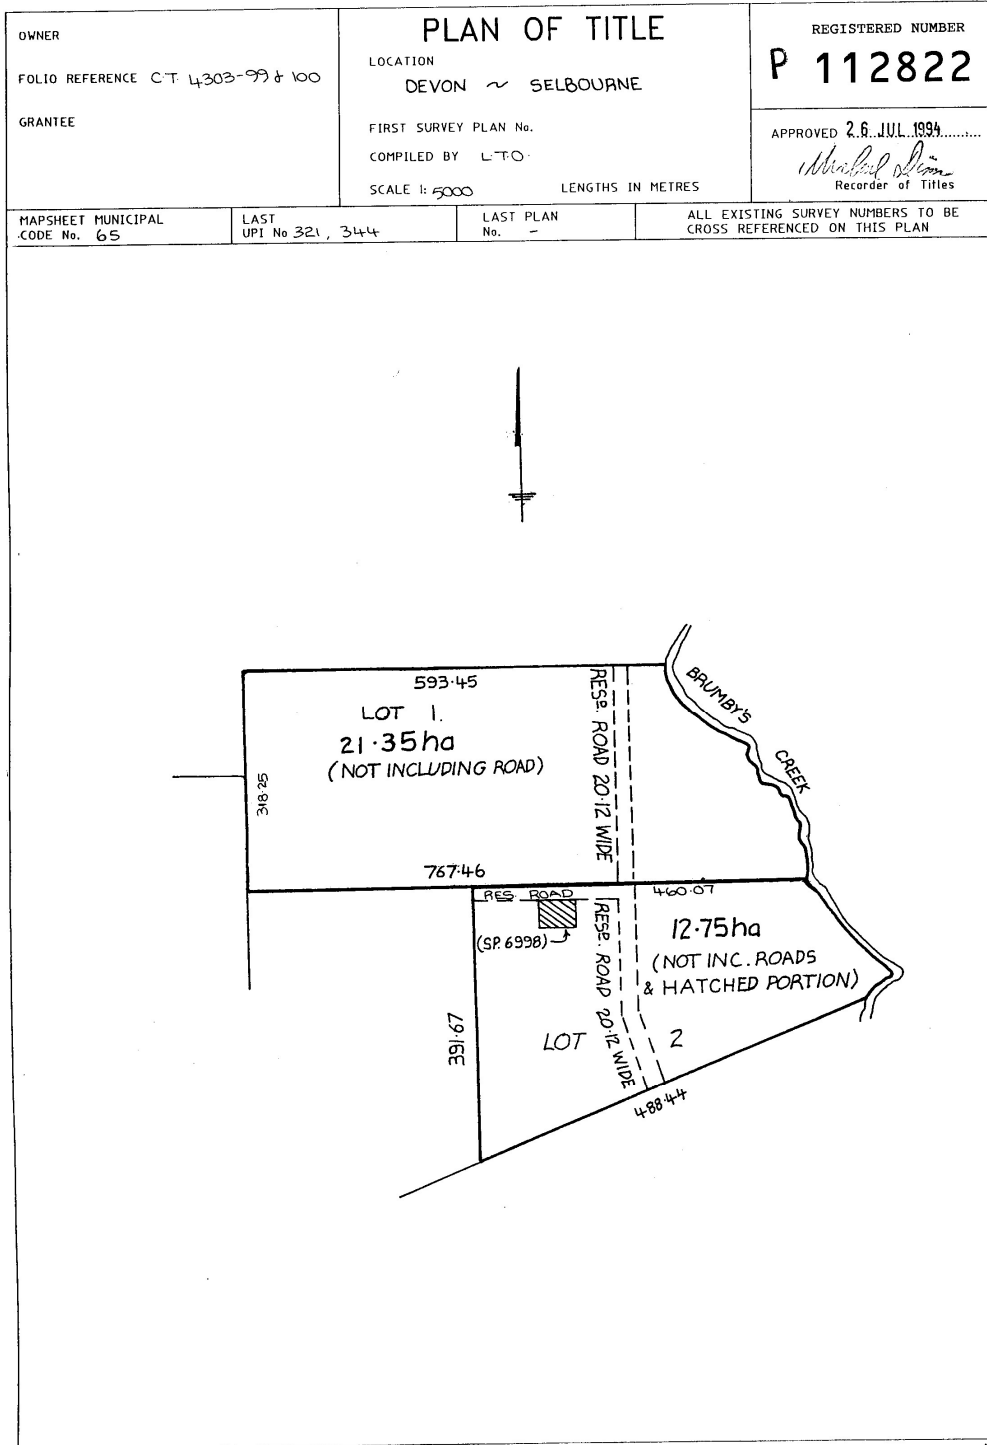 OWNER
FOLIO REFERENCE C.T. 4303-99 & 100
GRANTEE
PLAN OF TITLE
LOCATION
DEVON ~ SELBOURNE
FIRST SURVEY PLAN No.
COMPILED BY L.T.O.
SCALE 1: 5000 LENGTHS IN METRES
REGISTERED NUMBER
P 112822
APPROVED 26 JUL 1994
Recorder of Titles
MAPSHEET MUNICIPAL
CODE No. 65
LAST
UPI No 321, 344
LAST PLAN
No. -
ALL EXISTING SURVEY NUMBERS TO BE
CROSS REFERENCED ON THIS PLAN
593·45
LOT 1.
21·35ha
(NOT INCLUDING ROAD)
318·25
RESD. ROAD 20·12 WIDE
BRUMBY'S
CREEK
767·46
460·07
RES. ROAD
(SP. 6998)
RESD. ROAD 20·12 WIDE
12·75ha
(NOT INC. ROADS
& HATCHED PORTION)
391·67
LOT 2
488·44